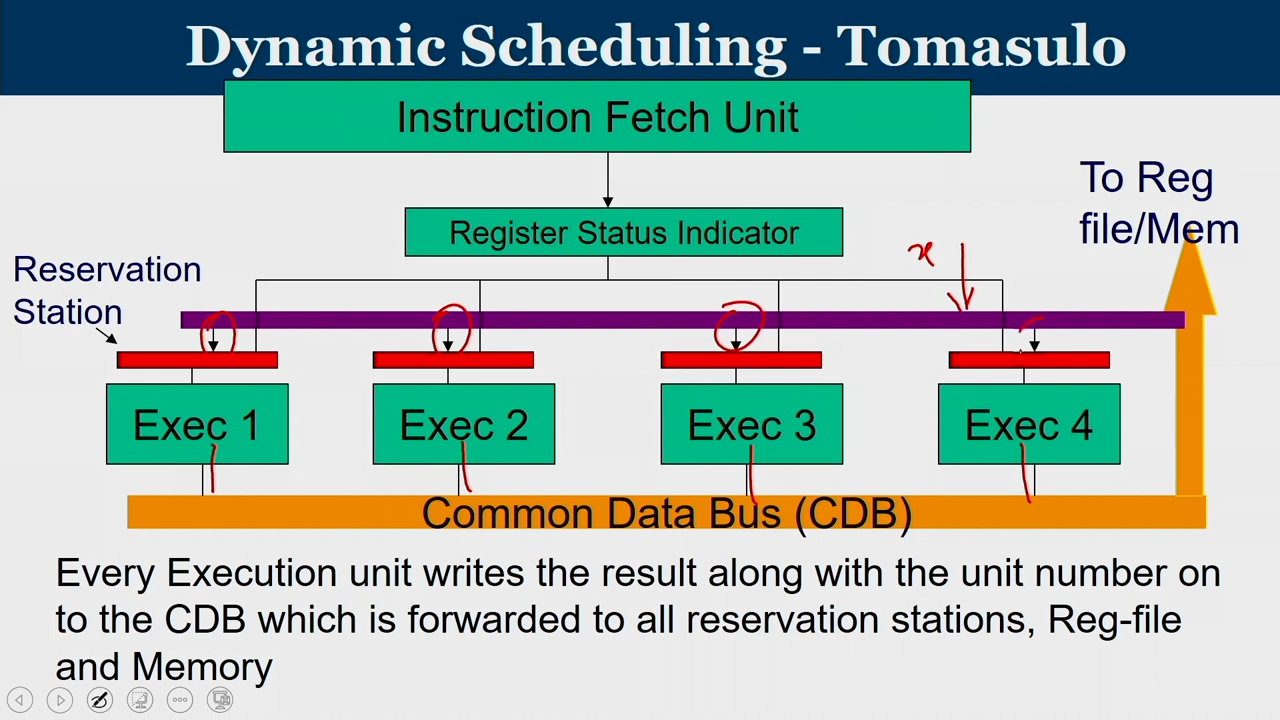 Dynamic Scheduling - Tomasulo
Instruction Fetch Unit
To Reg
file/Mem
Register Status Indicator
x
Reservation
Station
Exec 1
Exec 2
Exec 3
Exec 4
Common Data Bus (CDB)
Every Execution unit writes the result along with the unit number on
to the CDB which is forwarded to all reservation stations, Reg-file
and Memory